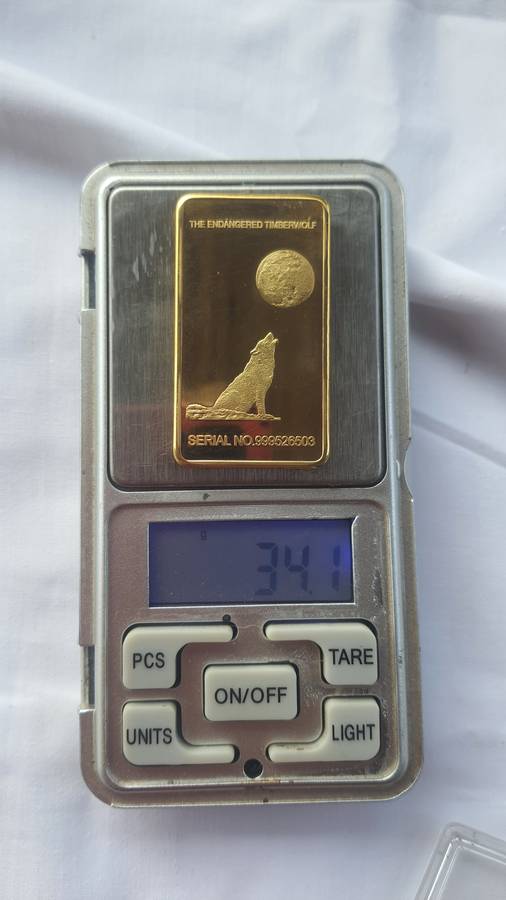 THE ENDANGERED TIMBERWOLF
SERIAL NO.999526503
g
34.1
PCS
TARE
ON/OFF
UNITS
LIGHT